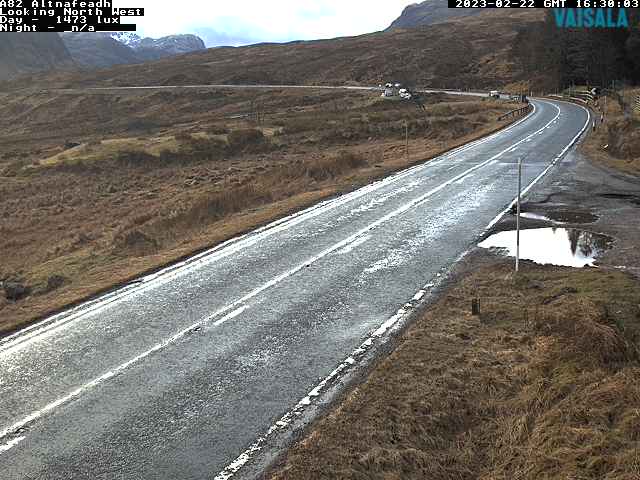 A82 Altnafeadh
Looking North West
Day - 1473 lux
Night - n/a
2023-02-22 GMT 16:30:03
VAISALA